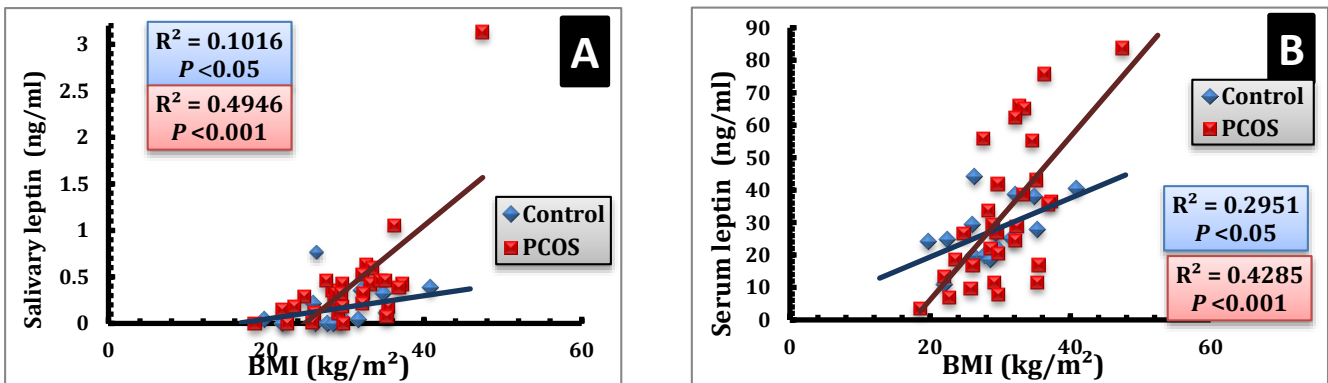 A
R² = 0.1016
P <0.05
R² = 0.4946
P <0.001
Salivary leptin (ng/ml)
3
2.5
2
1.5
1
0.5
0
Control
PCOS
0
20
40
60
BMI (kg/m²)
B
Serum leptin (ng/ml)
90
80
70
60
50
40
30
20
10
0
Control
PCOS
R² = 0.2951
P <0.05
R² = 0.4285
P <0.001
0
20
40
60
BMI (kg/m²)